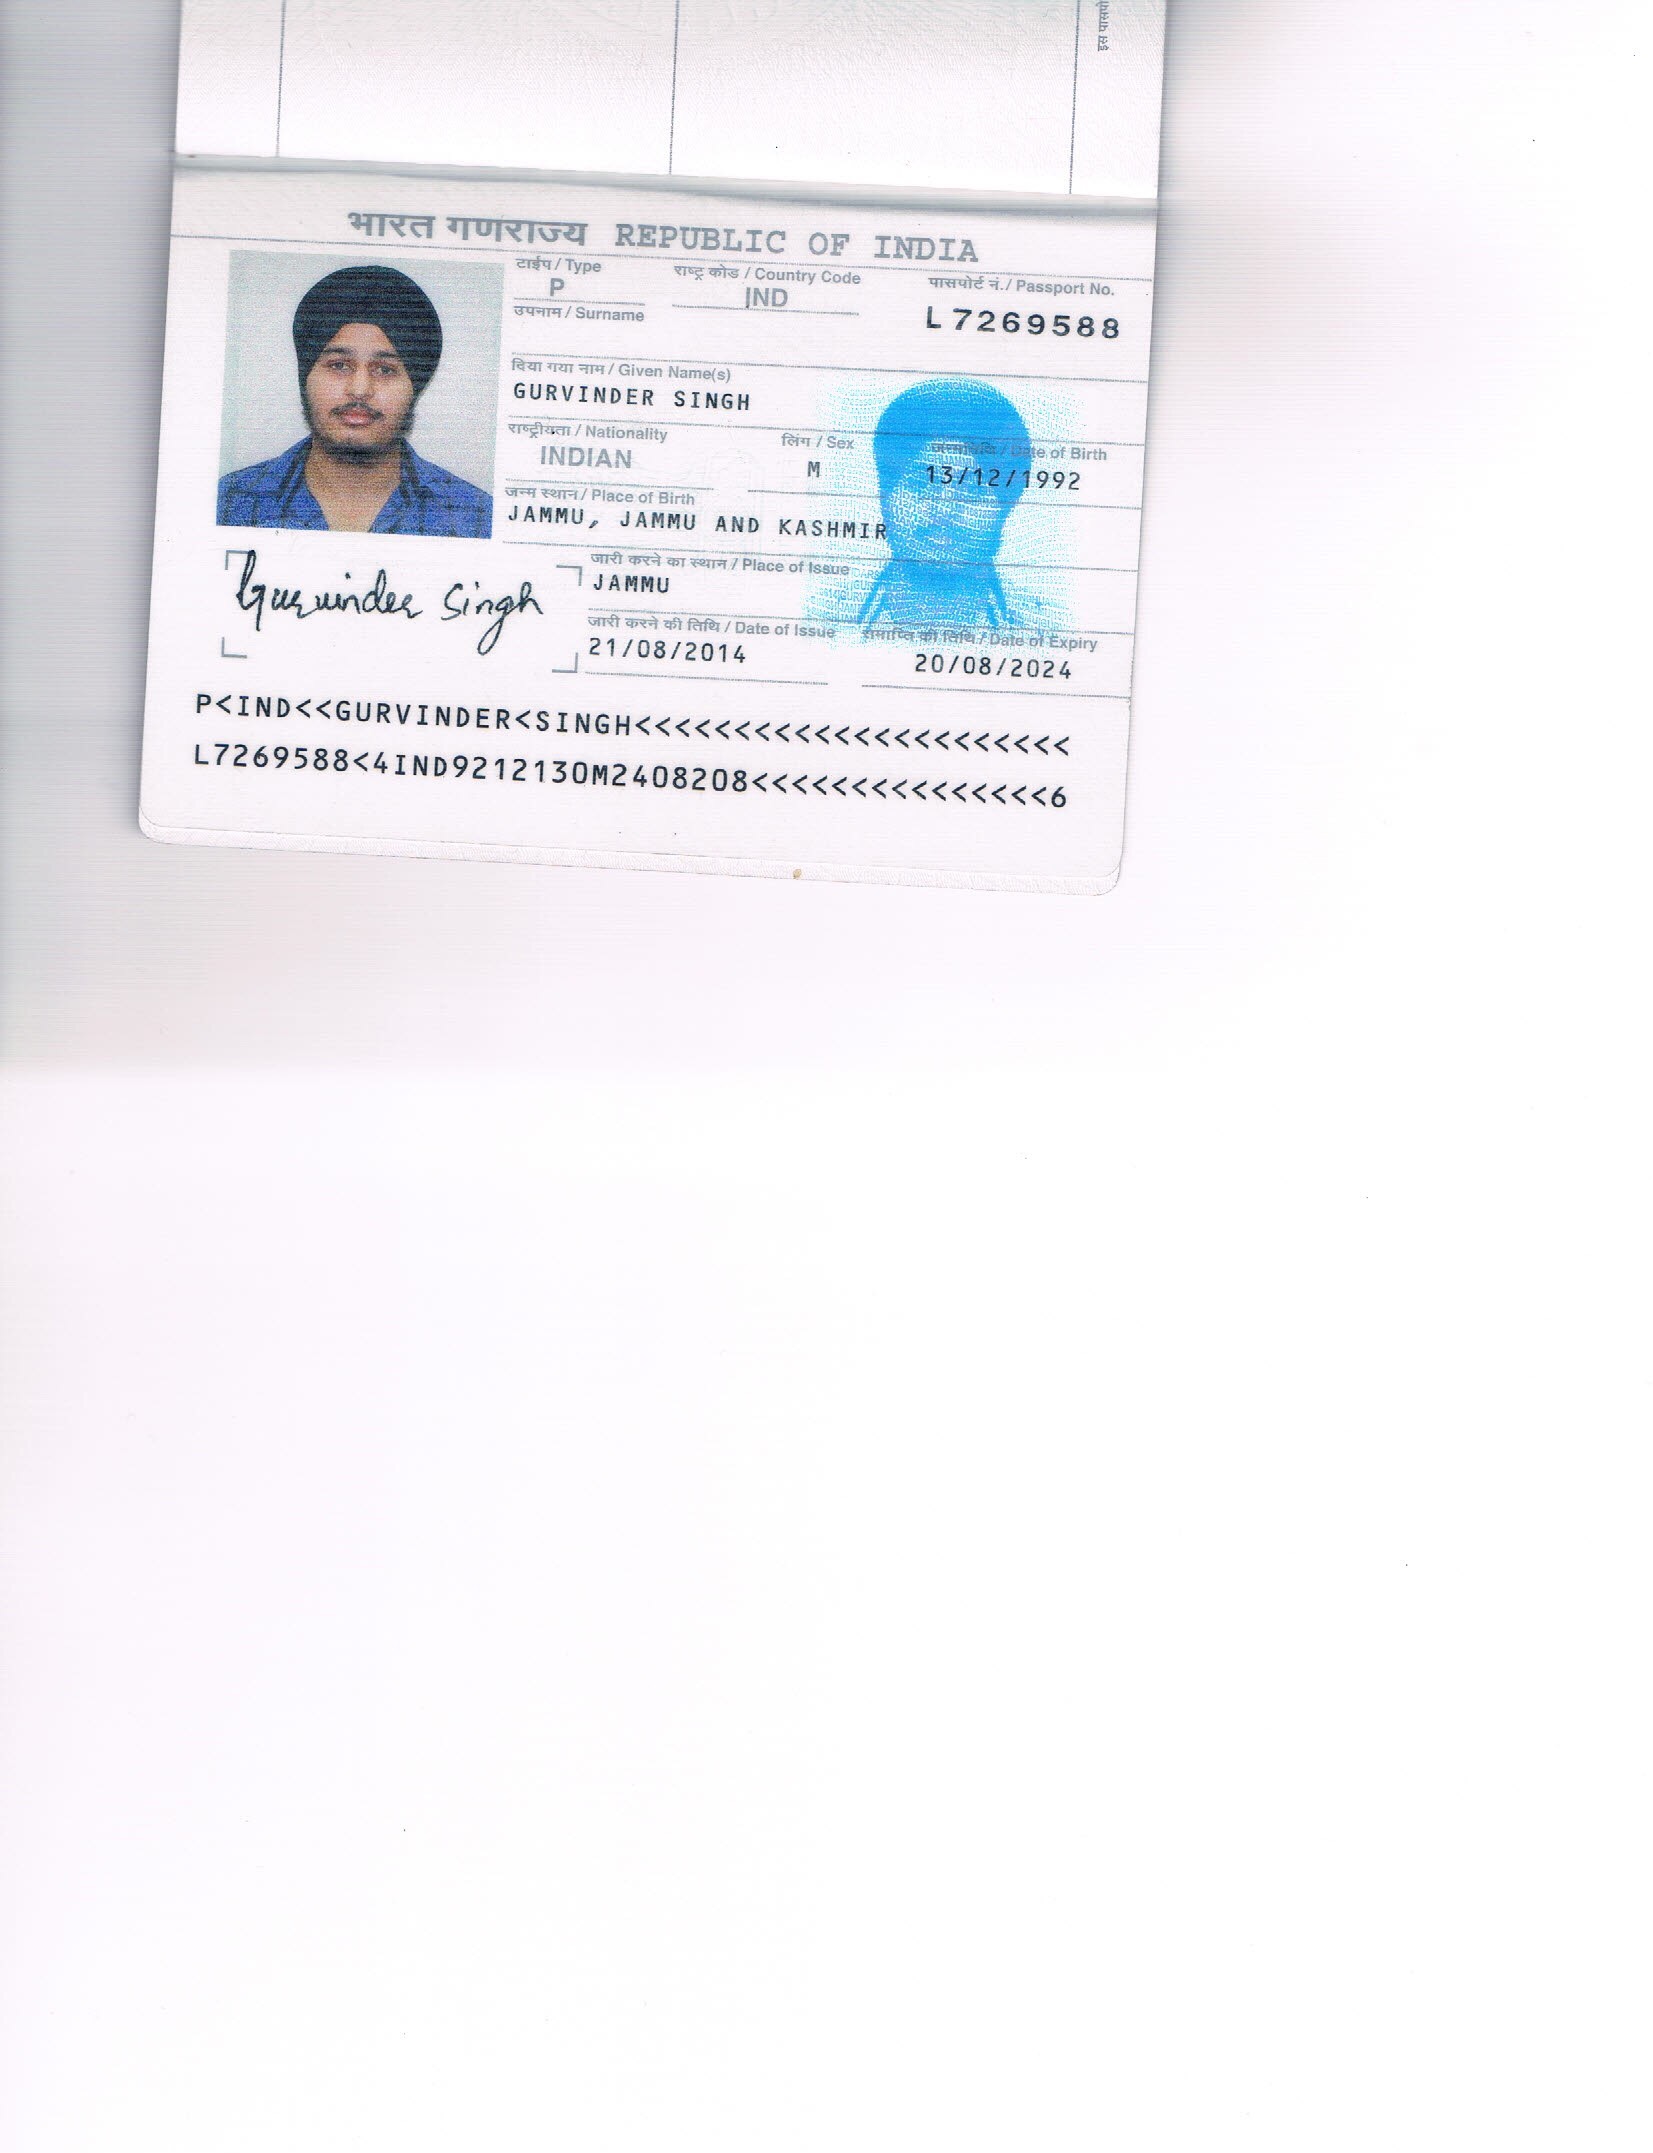 इस पासपो
भारत गणराज्य REPUBLIC OF INDIA
टाईप / Type
राष्ट्र कोड / Country Code
पासपोर्ट नं. / Passport No.
P
IND
L7269588
उपनाम / Surname
दिया गया नाम / Given Name(s)
GURVINDER SINGH
राष्ट्रीयता / Nationality
लिंग / Sex
Date of Birth
INDIAN
M
13/12/1992
जन्म स्थान / Place of Birth
JAMMU, JAMMU AND KASHMIR
जारी करने का स्थान / Place of Issue
JAMMU
Gurvinder Singh
जारी करने की तिथि / Date of Issue
समाप्ति की तिथि / Date of Expiry
21/08/2014
20/08/2024
P<IND<<GURVINDER<SINGH<<<<<<<<<<<<<<<<<<<<<<
L7269588<4IND9212130M2408208<<<<<<<<<<<<<<<6